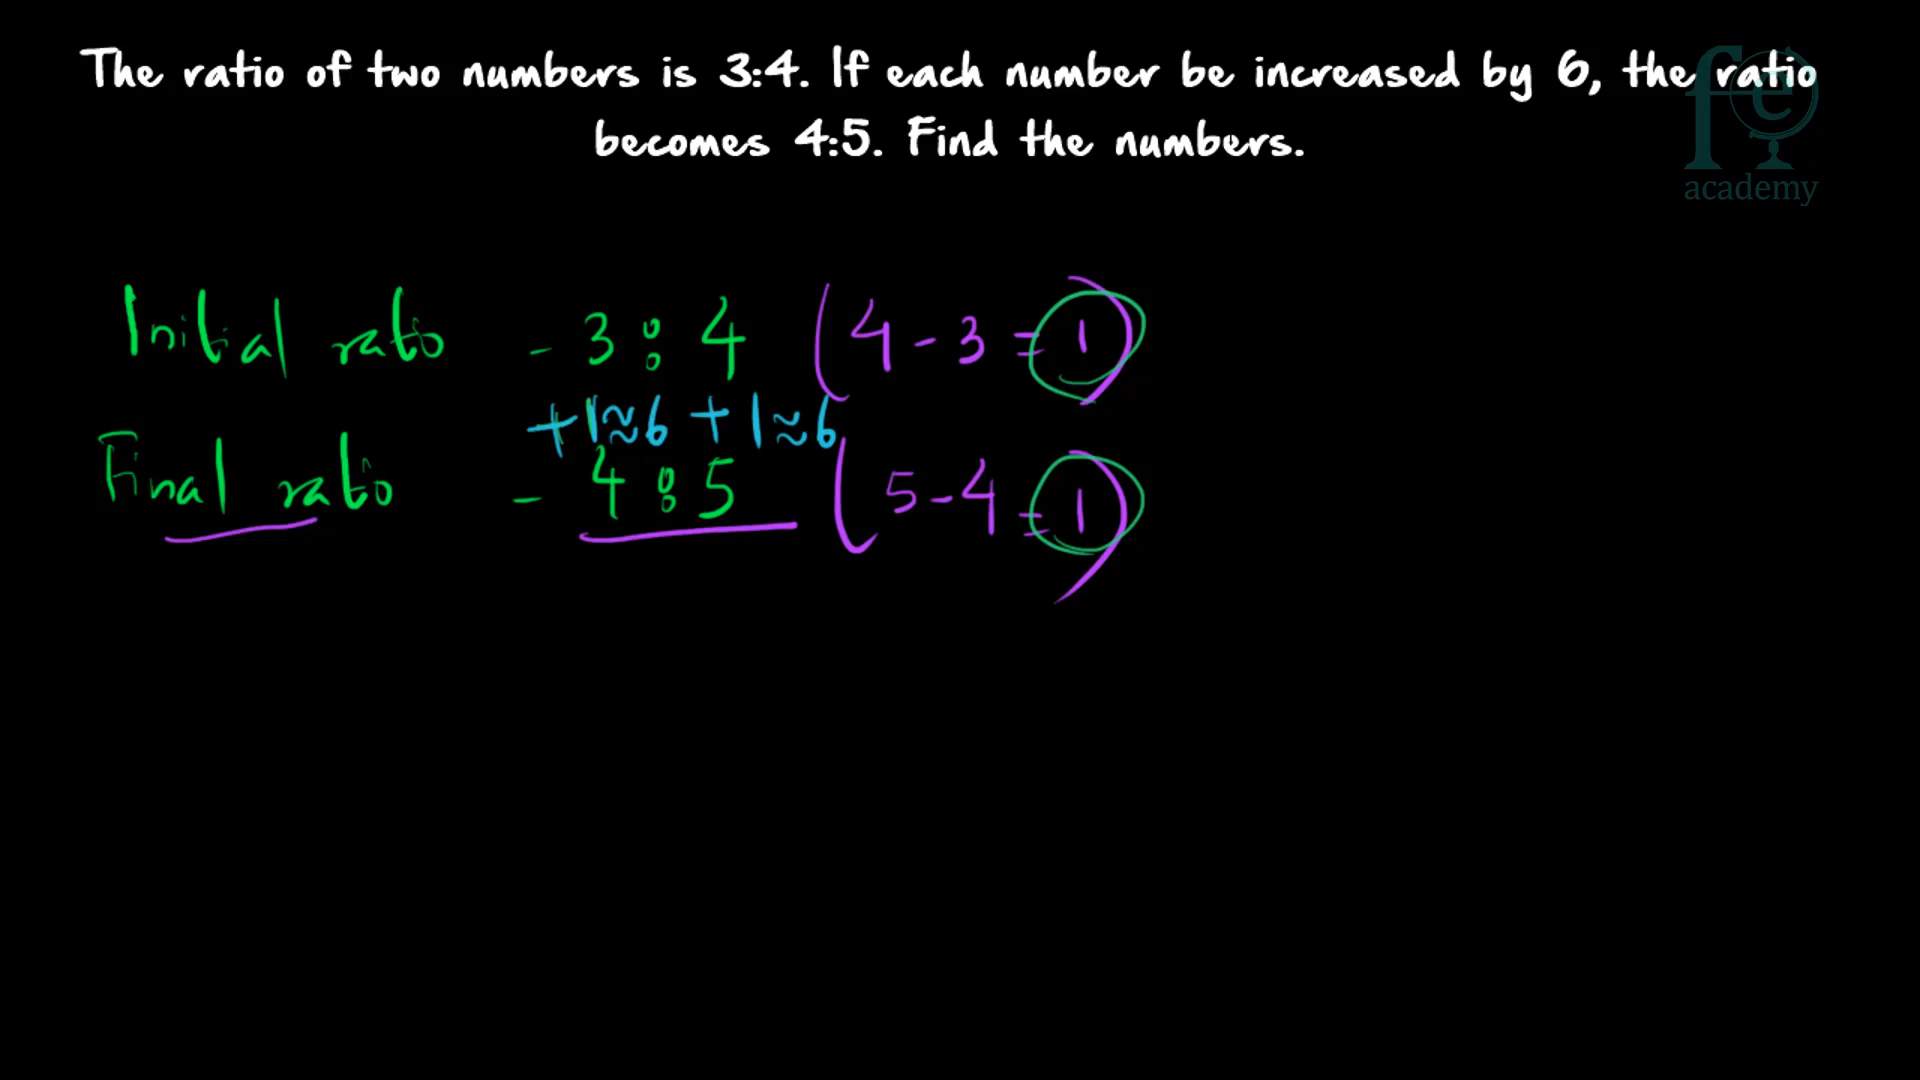 The ratio of two numbers is 3:4. If each number be increased by 6, the ratio
becomes 4:5. Find the numbers.
fe
academy
Initial ratio - 3 : 4 (4 - 3 = 1)
+1≈6 +1≈6
Final ratio - 4 : 5 (5 - 4 = 1)